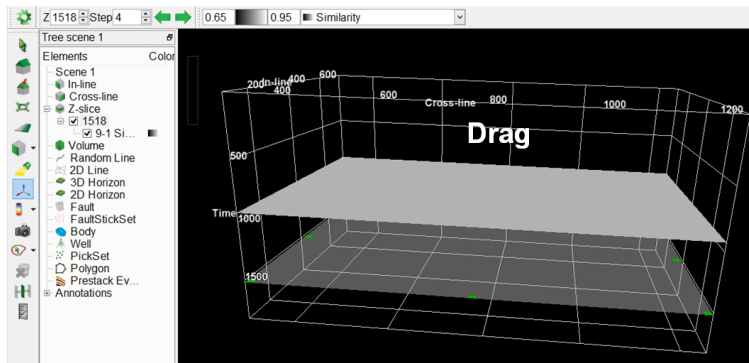 Z 1518 Step 4 0.65 0.95 Similarity
Tree scene 1
Elements Color
Scene 1
In-line
Cross-line
Z-slice
1518
9-1 Si...
Volume
Random Line
2D Line
3D Horizon
2D Horizon
Fault
FaultStickSet
Body
Well
PickSet
Polygon
Prestack Ev...
Annotations
200 In-line 400 600
400 600 Cross-line 800 1000 1200
Drag
500
Time 1000
1500